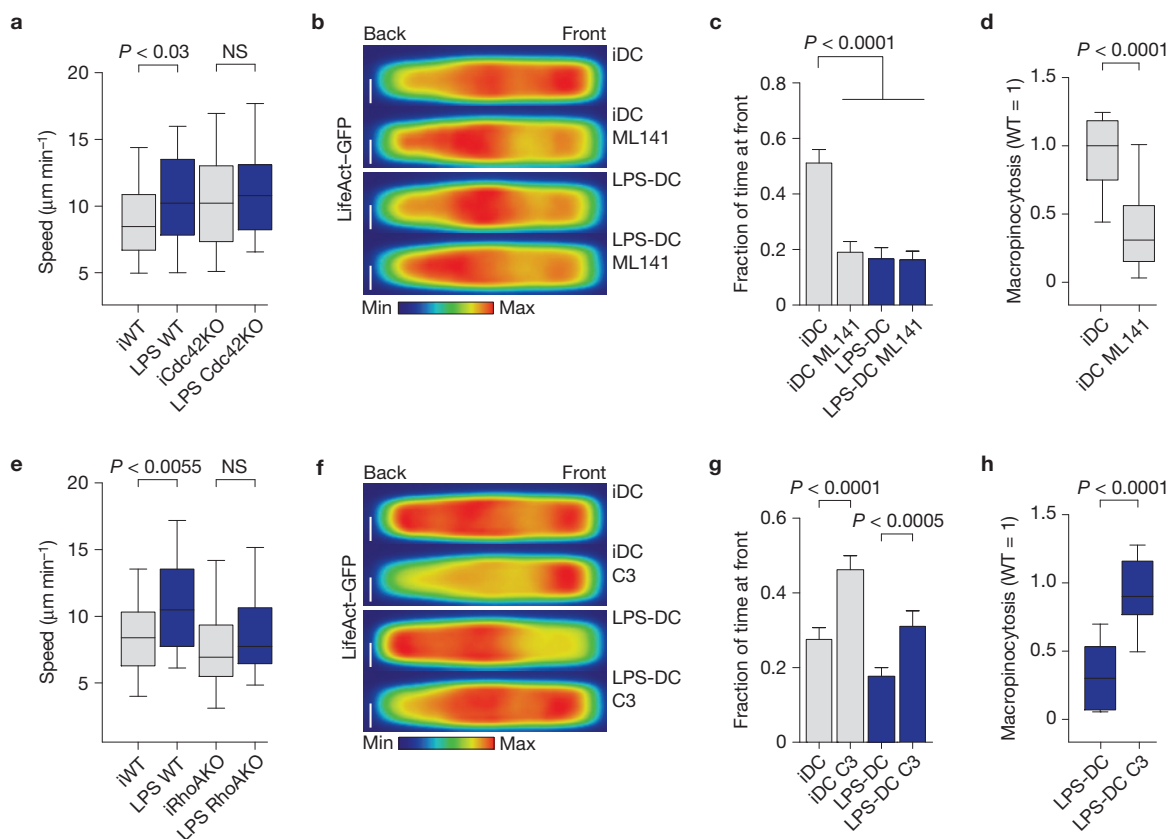 a
P < 0.03
NS
Speed (µm min⁻¹)
20
15
10
5
iWT
LPS WT
iCdc42KO
LPS Cdc42KO
b
Back
Front
LifeAct–GFP
iDC
iDC
ML141
LPS-DC
LPS-DC
ML141
Min
Max
c
P < 0.0001
Fraction of time at front
0.8
0.6
0.4
0.2
0
iDC
iDC ML141
LPS-DC
LPS-DC ML141
d
P < 0.0001
Macropinocytosis (WT = 1)
1.5
1.0
0.5
0
iDC
iDC ML141
e
P < 0.0055
NS
Speed (µm min⁻¹)
20
15
10
5
iWT
LPS WT
iRhoAKO
LPS RhoAKO
f
Back
Front
LifeAct–GFP
iDC
iDC
C3
LPS-DC
LPS-DC
C3
Min
Max
g
P < 0.0001
P < 0.0005
Fraction of time at front
0.6
0.4
0.2
0
iDC
iDC C3
LPS-DC
LPS-DC C3
h
P < 0.0001
Macropinocytosis (WT = 1)
1.5
1.0
0.5
0
LPS-DC
LPS-DC C3